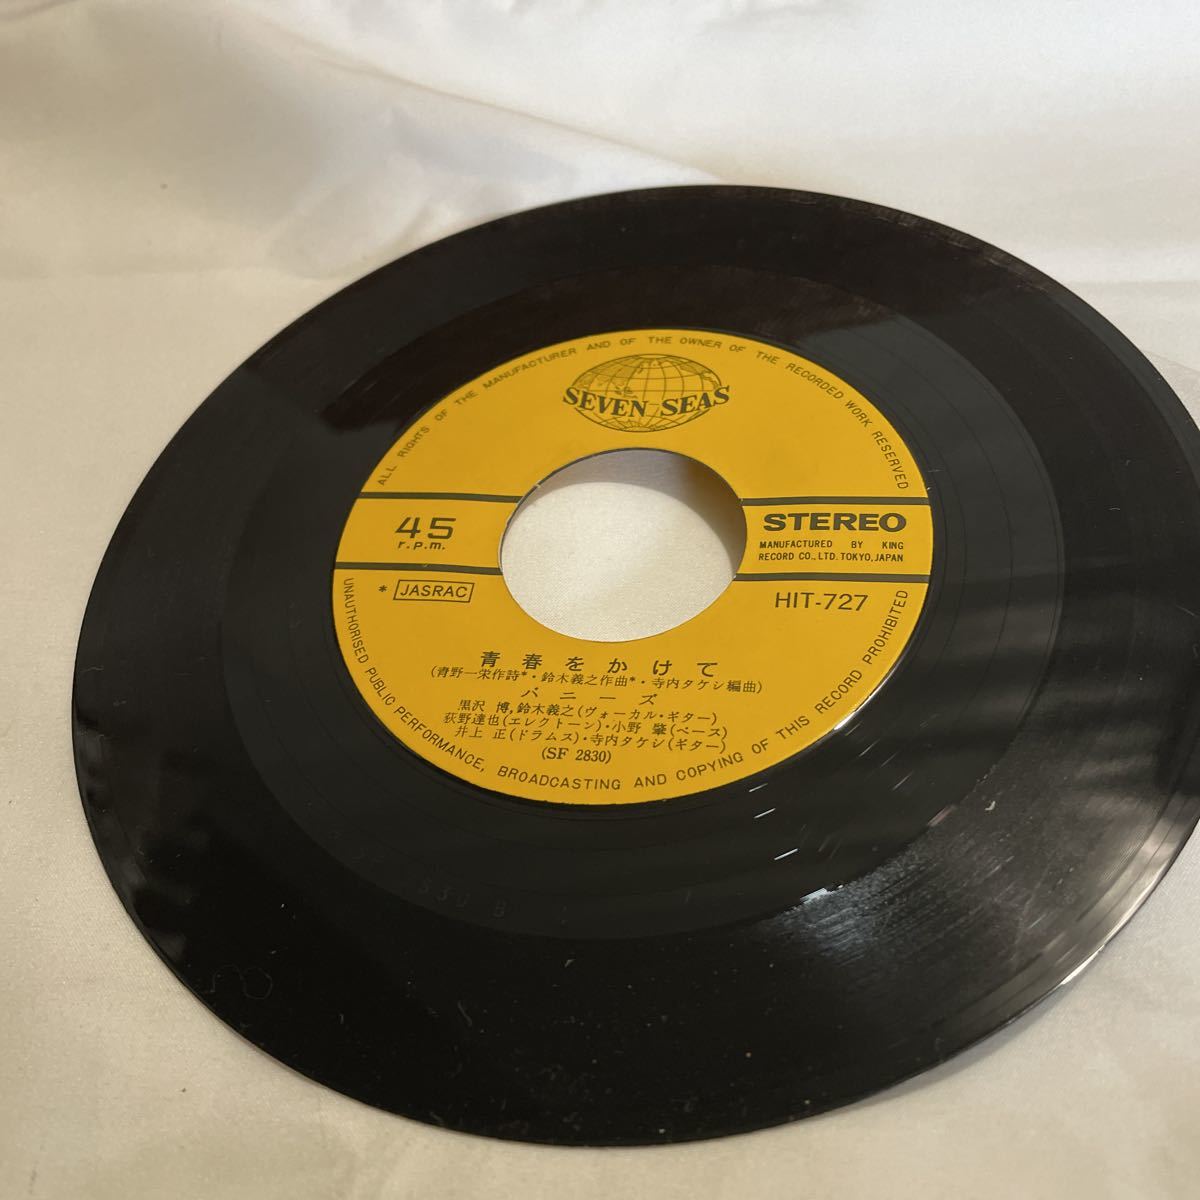 ALL RIGHTS OF THE MANUFACTURER AND OF THE OWNER OF THE RECORDED WORK RESERVED
SEVEN SEAS
45
r.p.m.
STEREO
MANUFACTURED BY KING
RECORD CO., LTD. TOKYO, JAPAN
* JASRAC
HIT-727
青春をかけて
(青野一栄作詩*・鈴木義之作曲*・寺内タケシ編曲)
バニーズ
黒沢 博, 鈴木義之(ヴォーカル・ギター)
荻野達也(エレクトーン)・小野 肇(ベース)
井上 正(ドラムス)・寺内タケシ(ギター)
(SF 2830)
UNAUTHORISED PUBLIC PERFORMANCE, BROADCASTING AND COPYING OF THIS RECORD PROHIBITED